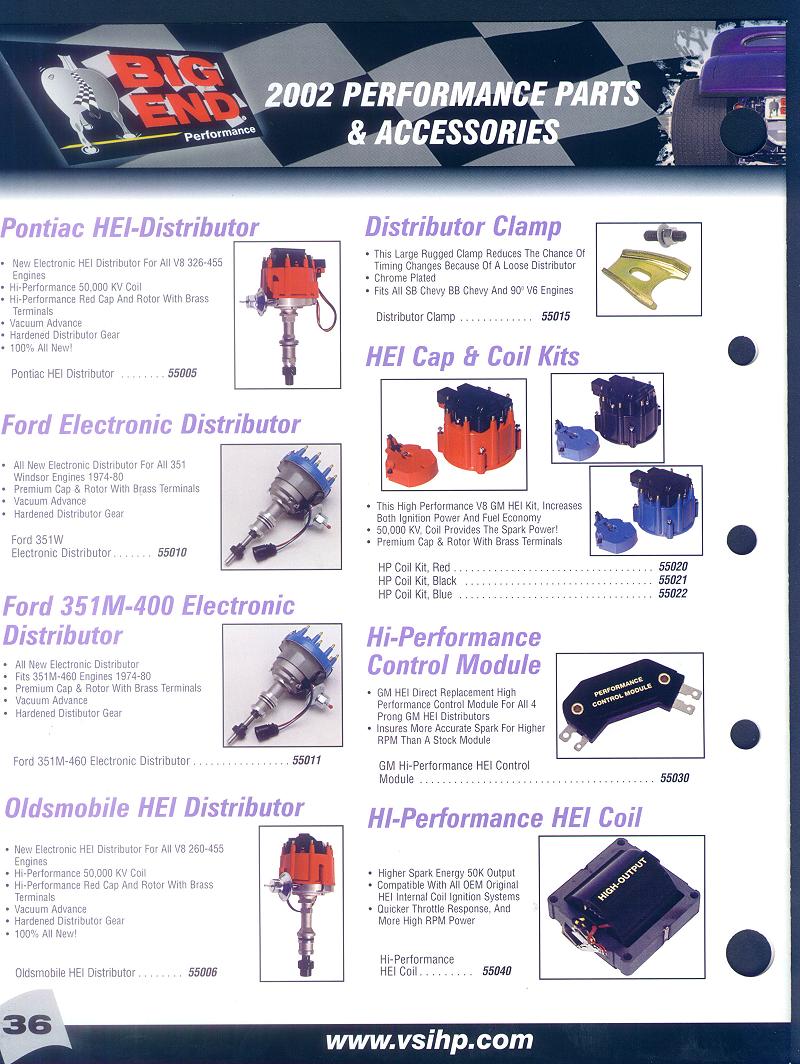 BIG
END
Performance
2002 PERFORMANCE PARTS
& ACCESSORIES
Pontiac HEI-Distributor
• New Electronic HEI Distributor For All V8 326-455
Engines
• Hi-Performance 50,000 KV Coil
• Hi-Performance Red Cap And Rotor With Brass
Terminals
• Vacuum Advance
• Hardened Distributor Gear
• 100% All New!
Pontiac HEI Distributor . . . . . . . . 55005
Ford Electronic Distributor
• All New Electronic Distributor For All 351
Windsor Engines 1974-80
• Premium Cap & Rotor With Brass Terminals
• Vacuum Advance
• Hardened Distributor Gear
Ford 351W
Electronic Distributor . . . . . . . 55010
Ford 351M-400 Electronic
Distributor
• All New Electronic Distributor
• Fits 351M-460 Engines 1974-80
• Premium Cap & Rotor With Brass Terminals
• Vacuum Advance
• Hardened Distibutor Gear
Ford 351M-460 Electronic Distributor . . . . . . . . . . . . . . . . . 55011
Oldsmobile HEI Distributor
• New Electronic HEI Distributor For All V8 260-455
Engines
• Hi-Performance 50,000 KV Coil
• Hi-Performance Red Cap And Rotor With Brass
Terminals
• Vacuum Advance
• Hardened Distributor Gear
• 100% All New!
Oldsmobile HEI Distributor . . . . . . . . 55006
Distributor Clamp
• This Large Rugged Clamp Reduces The Chance Of
Timing Changes Because Of A Loose Distributor
• Chrome Plated
• Fits All SB Chevy BB Chevy And 90° V6 Engines
Distributor Clamp . . . . . . . . . . . . . 55015
HEI Cap & Coil Kits
• This High Performance V8 GM HEI Kit, Increases
Both Ignition Power And Fuel Economy
• 50,000 KV, Coil Provides The Spark Power!
• Premium Cap & Rotor With Brass Terminals
HP Coil Kit, Red . . . . . . . . . . . . . . . . . . . . . . . . . . . . . . . . . . 55020
HP Coil Kit, Black . . . . . . . . . . . . . . . . . . . . . . . . . . . . . . . . 55021
HP Coil Kit, Blue . . . . . . . . . . . . . . . . . . . . . . . . . . . . . . . . . 55022
Hi-Performance
Control Module
• GM HEI Direct Replacement High
Performance Control Module For All 4
Prong GM HEI Distributors
• Insures More Accurate Spark For Higher
RPM Than A Stock Module
PERFORMANCE
CONTROL MODULE
GM Hi-Performance HEI Control
Module . . . . . . . . . . . . . . . . . . . . . . . . . . . . . . . . . . . . . . . . 55030
HI-Performance HEI Coil
• Higher Spark Energy 50K Output
• Compatible With All OEM Original
HEI Internal Coil Ignition Systems
• Quicker Throttle Response, And
More High RPM Power
HIGH-OUTPUT
Hi-Performance
HEI Coil . . . . . . . . . 55040
36
www.vsihp.com